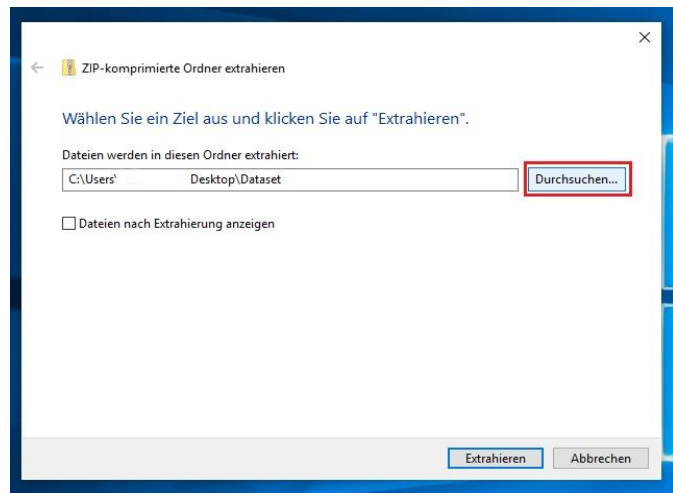 ZIP-komprimierte Ordner extrahieren
Wählen Sie ein Ziel aus und klicken Sie auf "Extrahieren".
Dateien werden in diesen Ordner extrahiert:
C:\Users' Desktop\Dataset
Durchsuchen...
Dateien nach Extrahierung anzeigen
Extrahieren Abbrechen